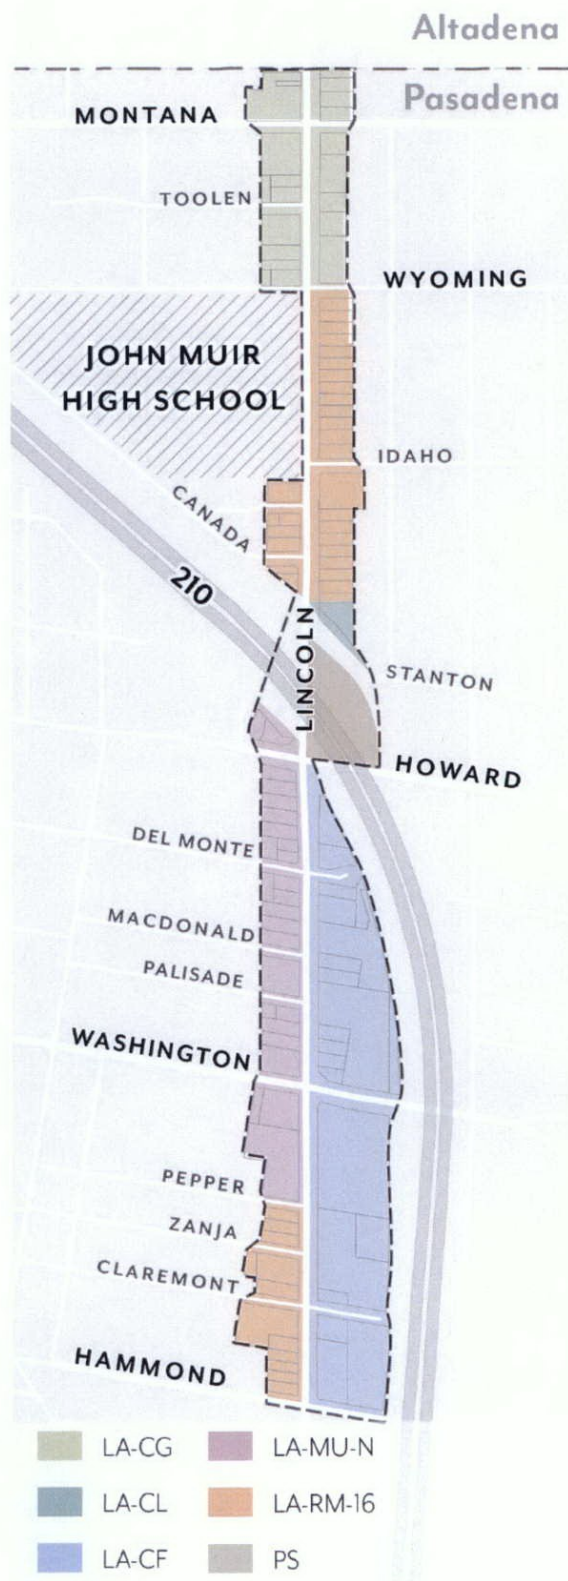 Altadena
Pasadena
MONTANA
TOOLEN
WYOMING
JOHN MUIR
HIGH SCHOOL
IDAHO
CANADA
210
LINCOLN
STANTON
HOWARD
DEL MONTE
MACDONALD
PALISADE
WASHINGTON
PEPPER
ZANJA
CLAREMONT
HAMMOND
LA-CG
LA-MU-N
LA-CL
LA-RM-16
LA-CF
PS